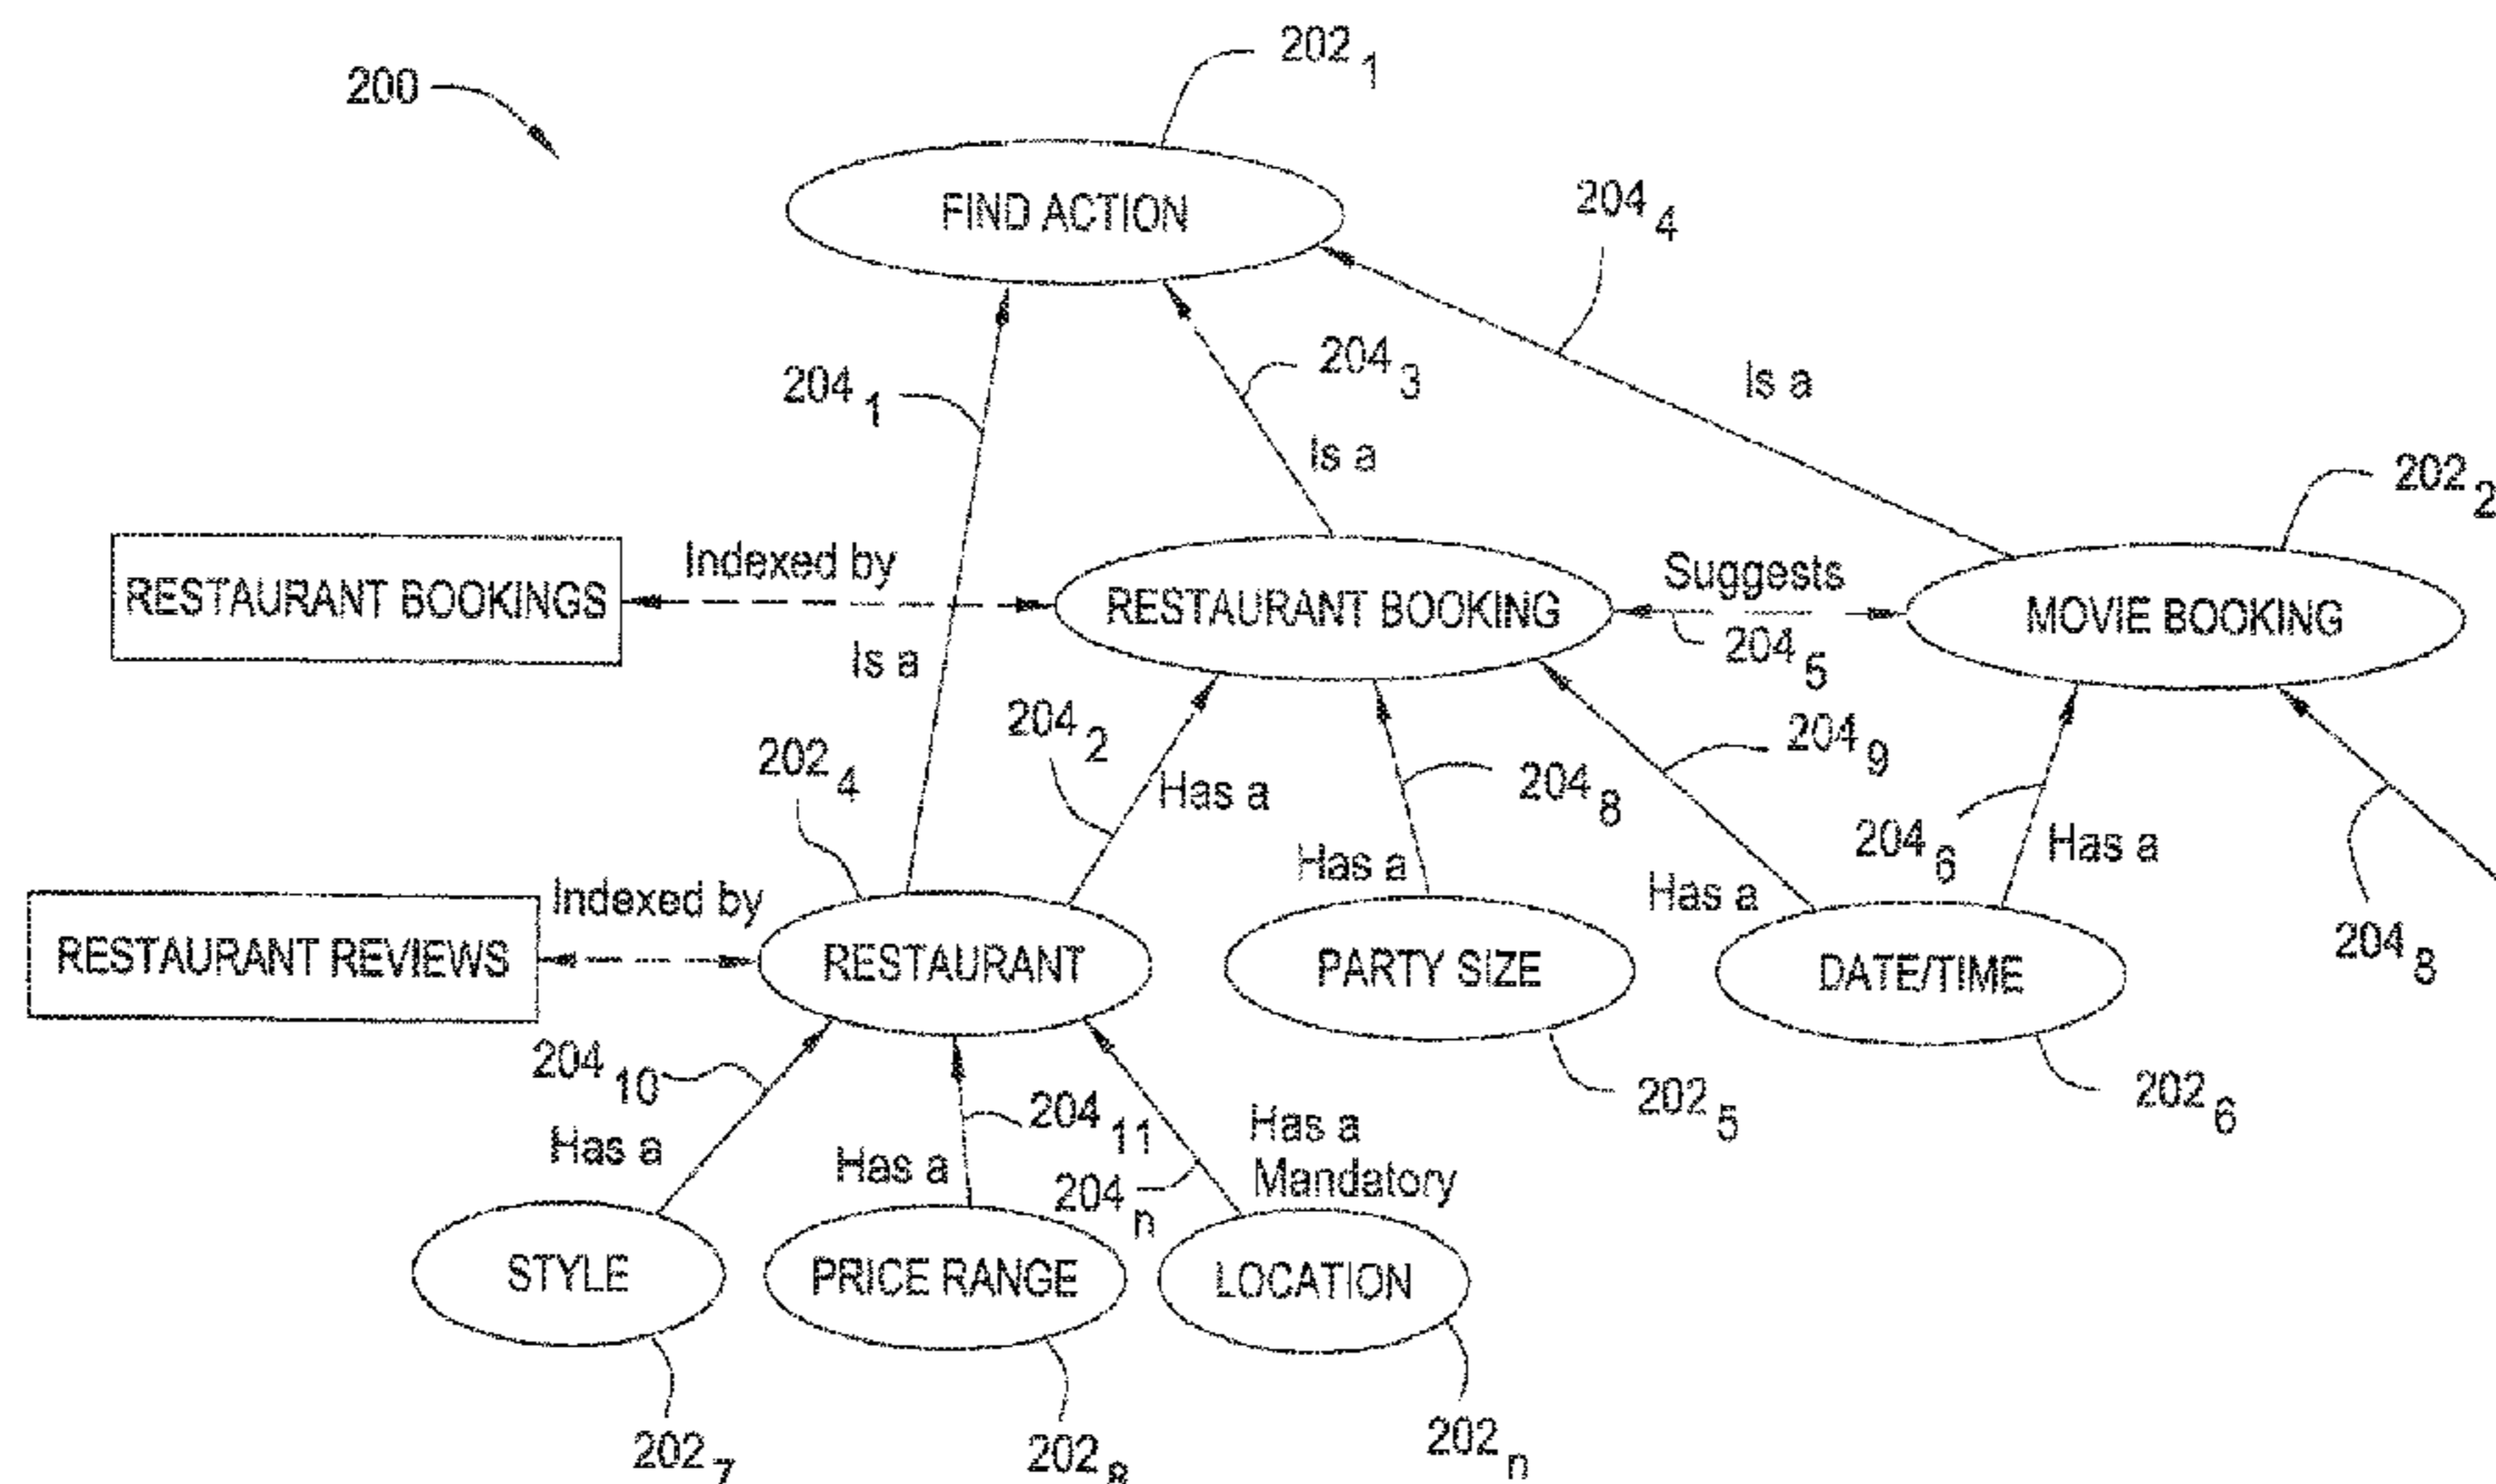 202 1
200
FIND ACTION
204 4
204 3
204 1
Is a
Is a
202 2
Indexed by
Suggests
RESTAURANT BOOKINGS
RESTAURANT BOOKING
MOVIE BOOKING
204 5
Is a
204 2
204 9
202 4
Has a
204 8
204 6
Has a
Has a
Has a
Indexed by
204 8
RESTAURANT REVIEWS
RESTAURANT
PARTY SIZE
DATE/TIME
204 10
204 11
Has a
Mandatory
202 5
202 6
Has a
Has a
204 n
STYLE
PRICE RANGE
LOCATION
202 7
202 8
202 n